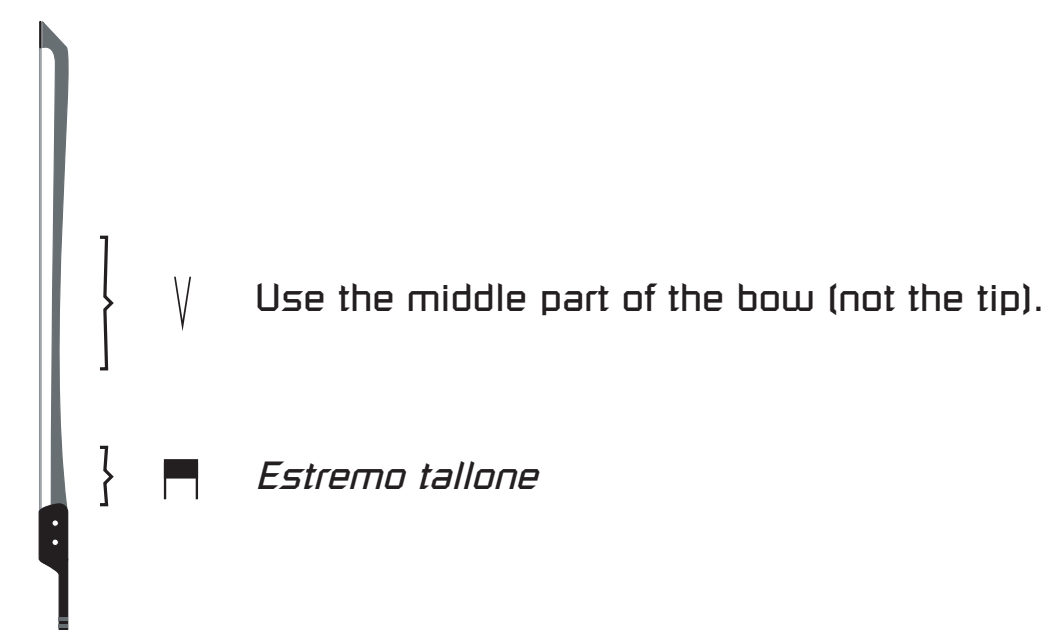 Use the middle part of the bow (not the tip).
Estremo tallone